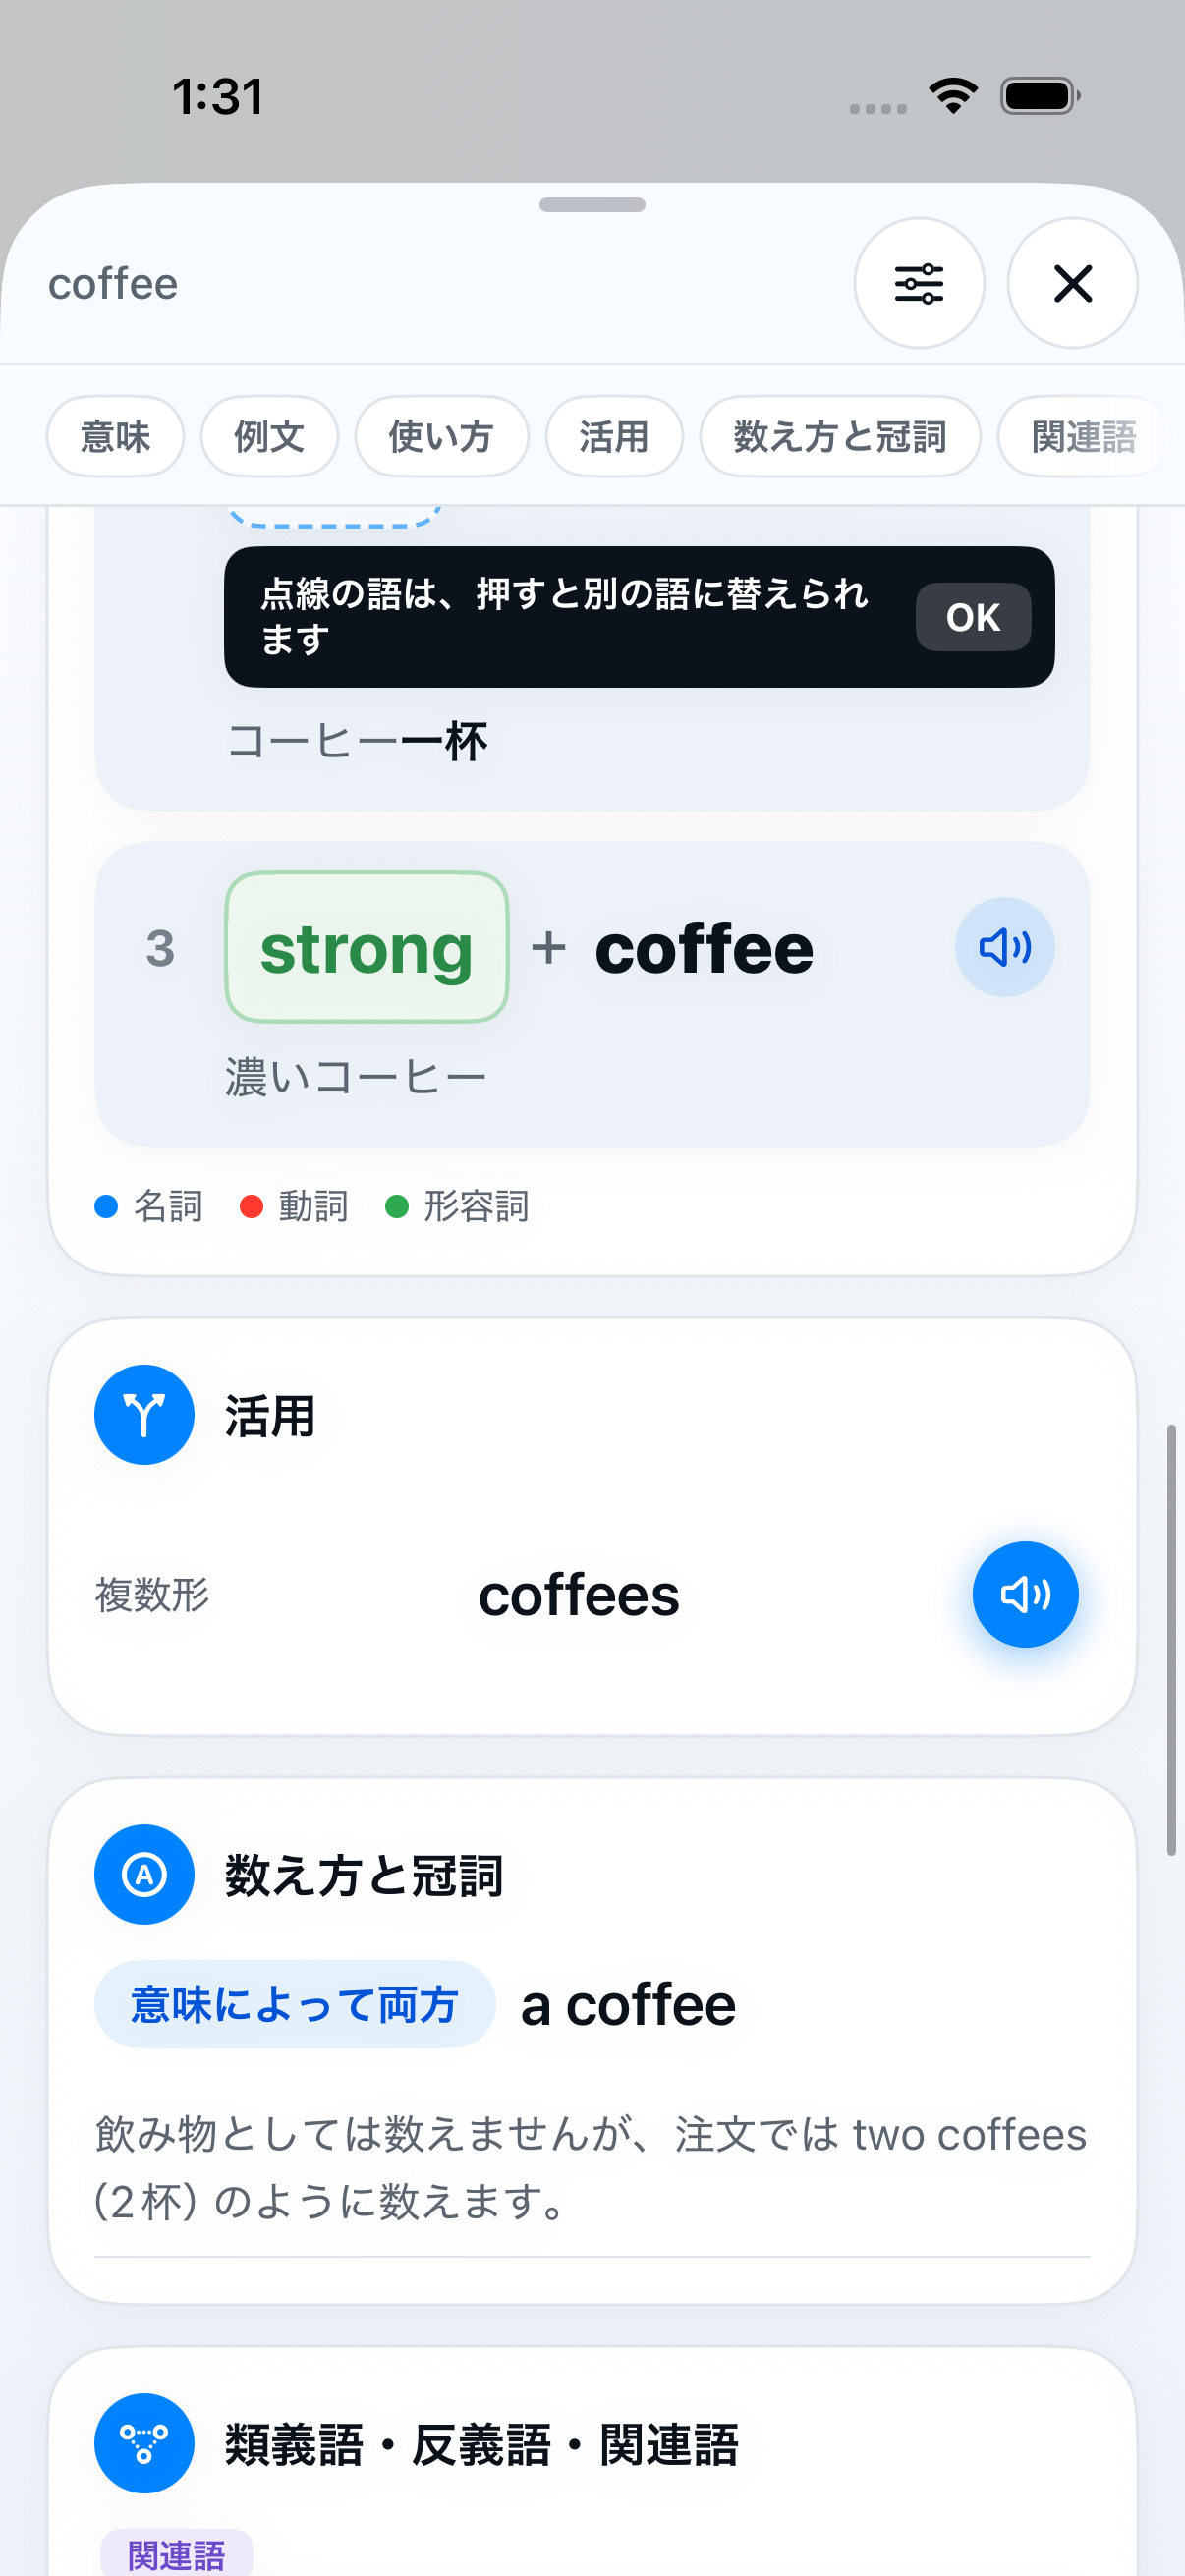 1:31
coffee
意味 例文 使い方 活用 数え方と冠詞 関連語
点線の語は、押すと別の語に替えられ
ます
OK
コーヒー一杯
3 strong + coffee
濃いコーヒー
名詞 動詞 形容詞
活用
複数形 coffees
数え方と冠詞
意味によって両方 a coffee
飲み物としては数えませんが、注文では two coffees
(2杯) のように数えます。
類義語・反義語・関連語
関連語